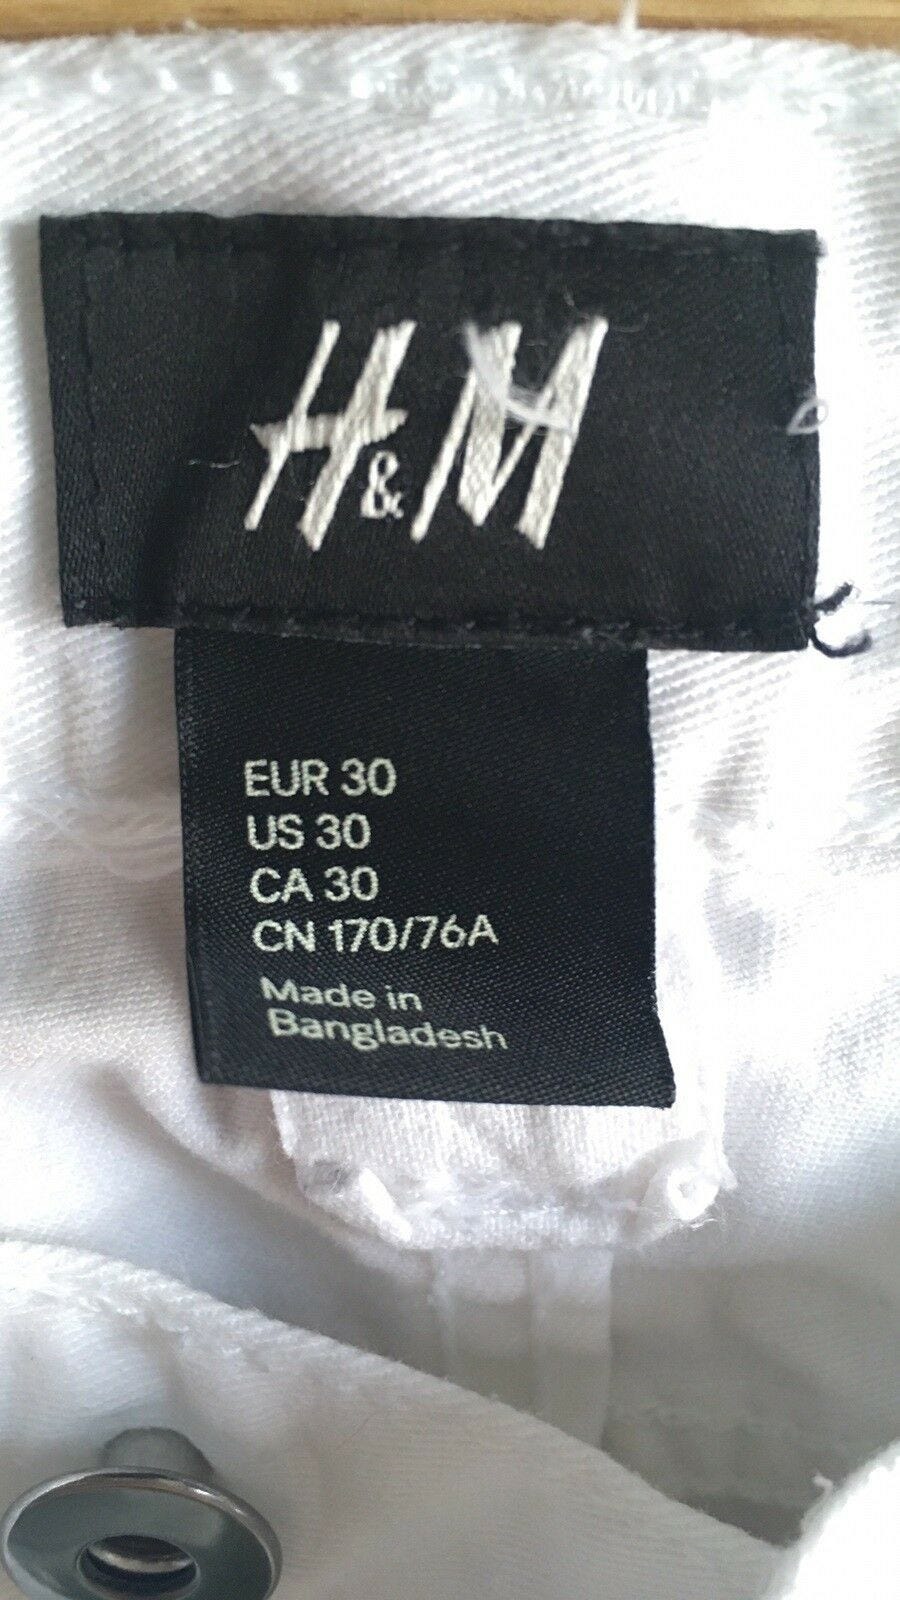 H&M
EUR 30
US 30
CA 30
CN 170/76A
Made in
Bangladesh